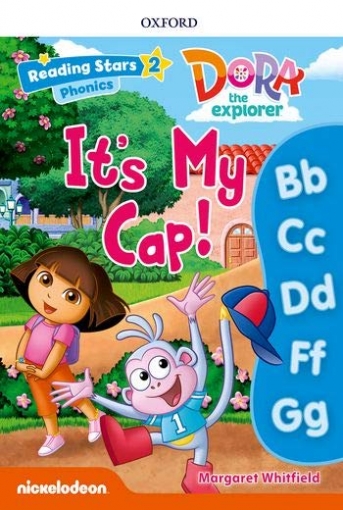 OXFORD
Reading Stars 2
Phonics
DORA
the explorer
It's My
Cap!
Bb
Cc
Dd
Ff
Gg
1
Margaret Whitfield
nickelodeon